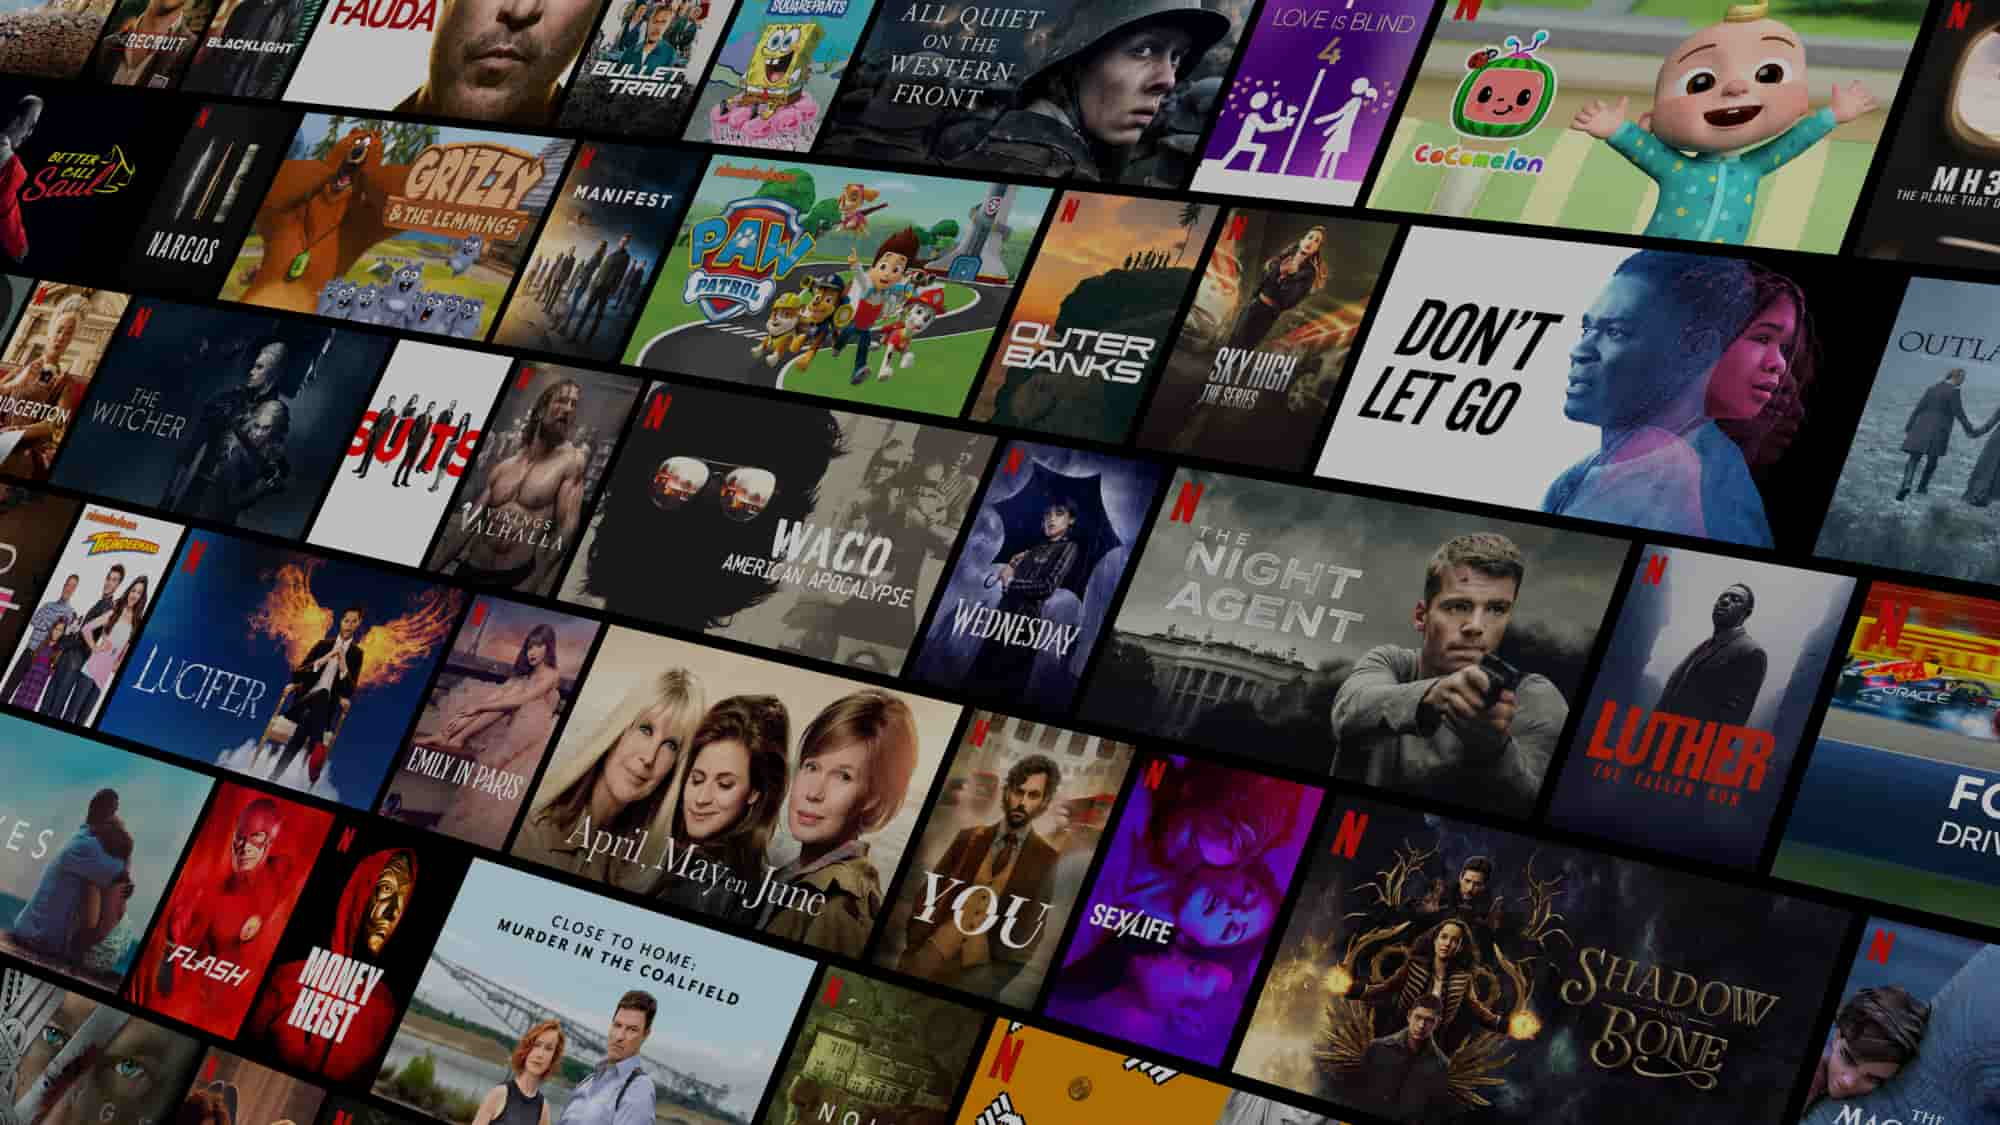 RECRUIT
BLACKLIGHT
FAUDA
BULLET
TRAIN
SQUAREPANTS
ALL QUIET
ON THE
WESTERN
FRONT
LOVE IS BLIND
4
N
CoComelon
N
MH3
THE PLANE THAT D
BETTER
CALL
Saul
N
NARCOS
GRIZZY
& THE LEMMINGS
N
MANIFEST
nickelodeon
PAW
PATROL
N
OUTER
BANKS
N
SKY HIGH
THE SERIES
DON'T
LET GO
OUTLA
N
IDGERTON
N
THE
WITCHER
SUITS
N
VIKINGS
VALHALLA
N
WACO
AMERICAN APOCALYPSE
N
WEDNESDAY
N
THE
NIGHT
AGENT
N
LUTHER
THE FALLEN SUN
N
ORACLE
FO
DRIV
nickelodeon
THUNDERMANS
N
LUCIFER
N
EMILY IN PARIS
April, May en June
N
YOU
N
SEX/LIFE
N
SHADOW
AND
BONE
N
THE
MAG
YES
FLASH
N
MONEY
HEIST
CLOSE TO HOME:
MURDER IN THE COALFIELD
N
N
N
N